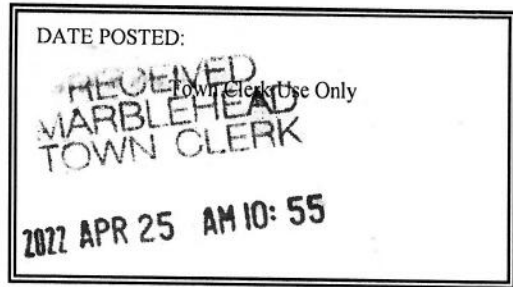 DATE POSTED:
RECEIVED
Town Clerk Use Only
MARBLEHEAD
TOWN CLERK
2022 APR 25 AM 10: 55